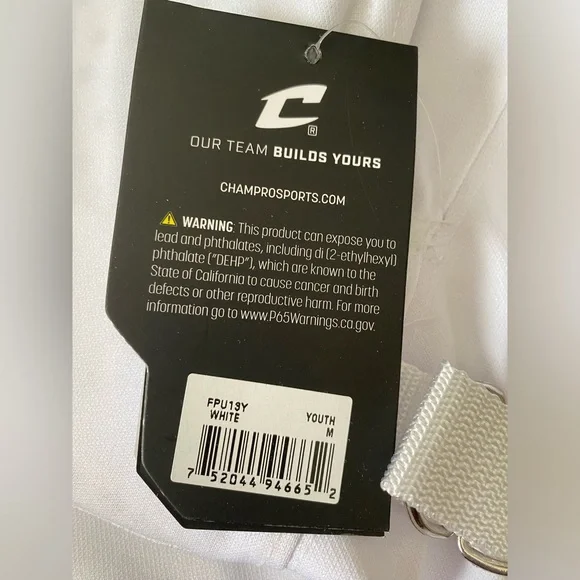 C
®
OUR TEAM BUILDS YOURS
CHAMPROSPORTS.COM
WARNING: This product can expose you to
lead and phthalates, including di (2-ethylhexyl)
phthalate ("DEHP"), which are known to the
State of California to cause cancer and birth
defects or other reproductive harm. For more
information go to www.P65Warnings.ca.gov.
FPU13Y YOUTH
WHITE M
7 52044 94665 2